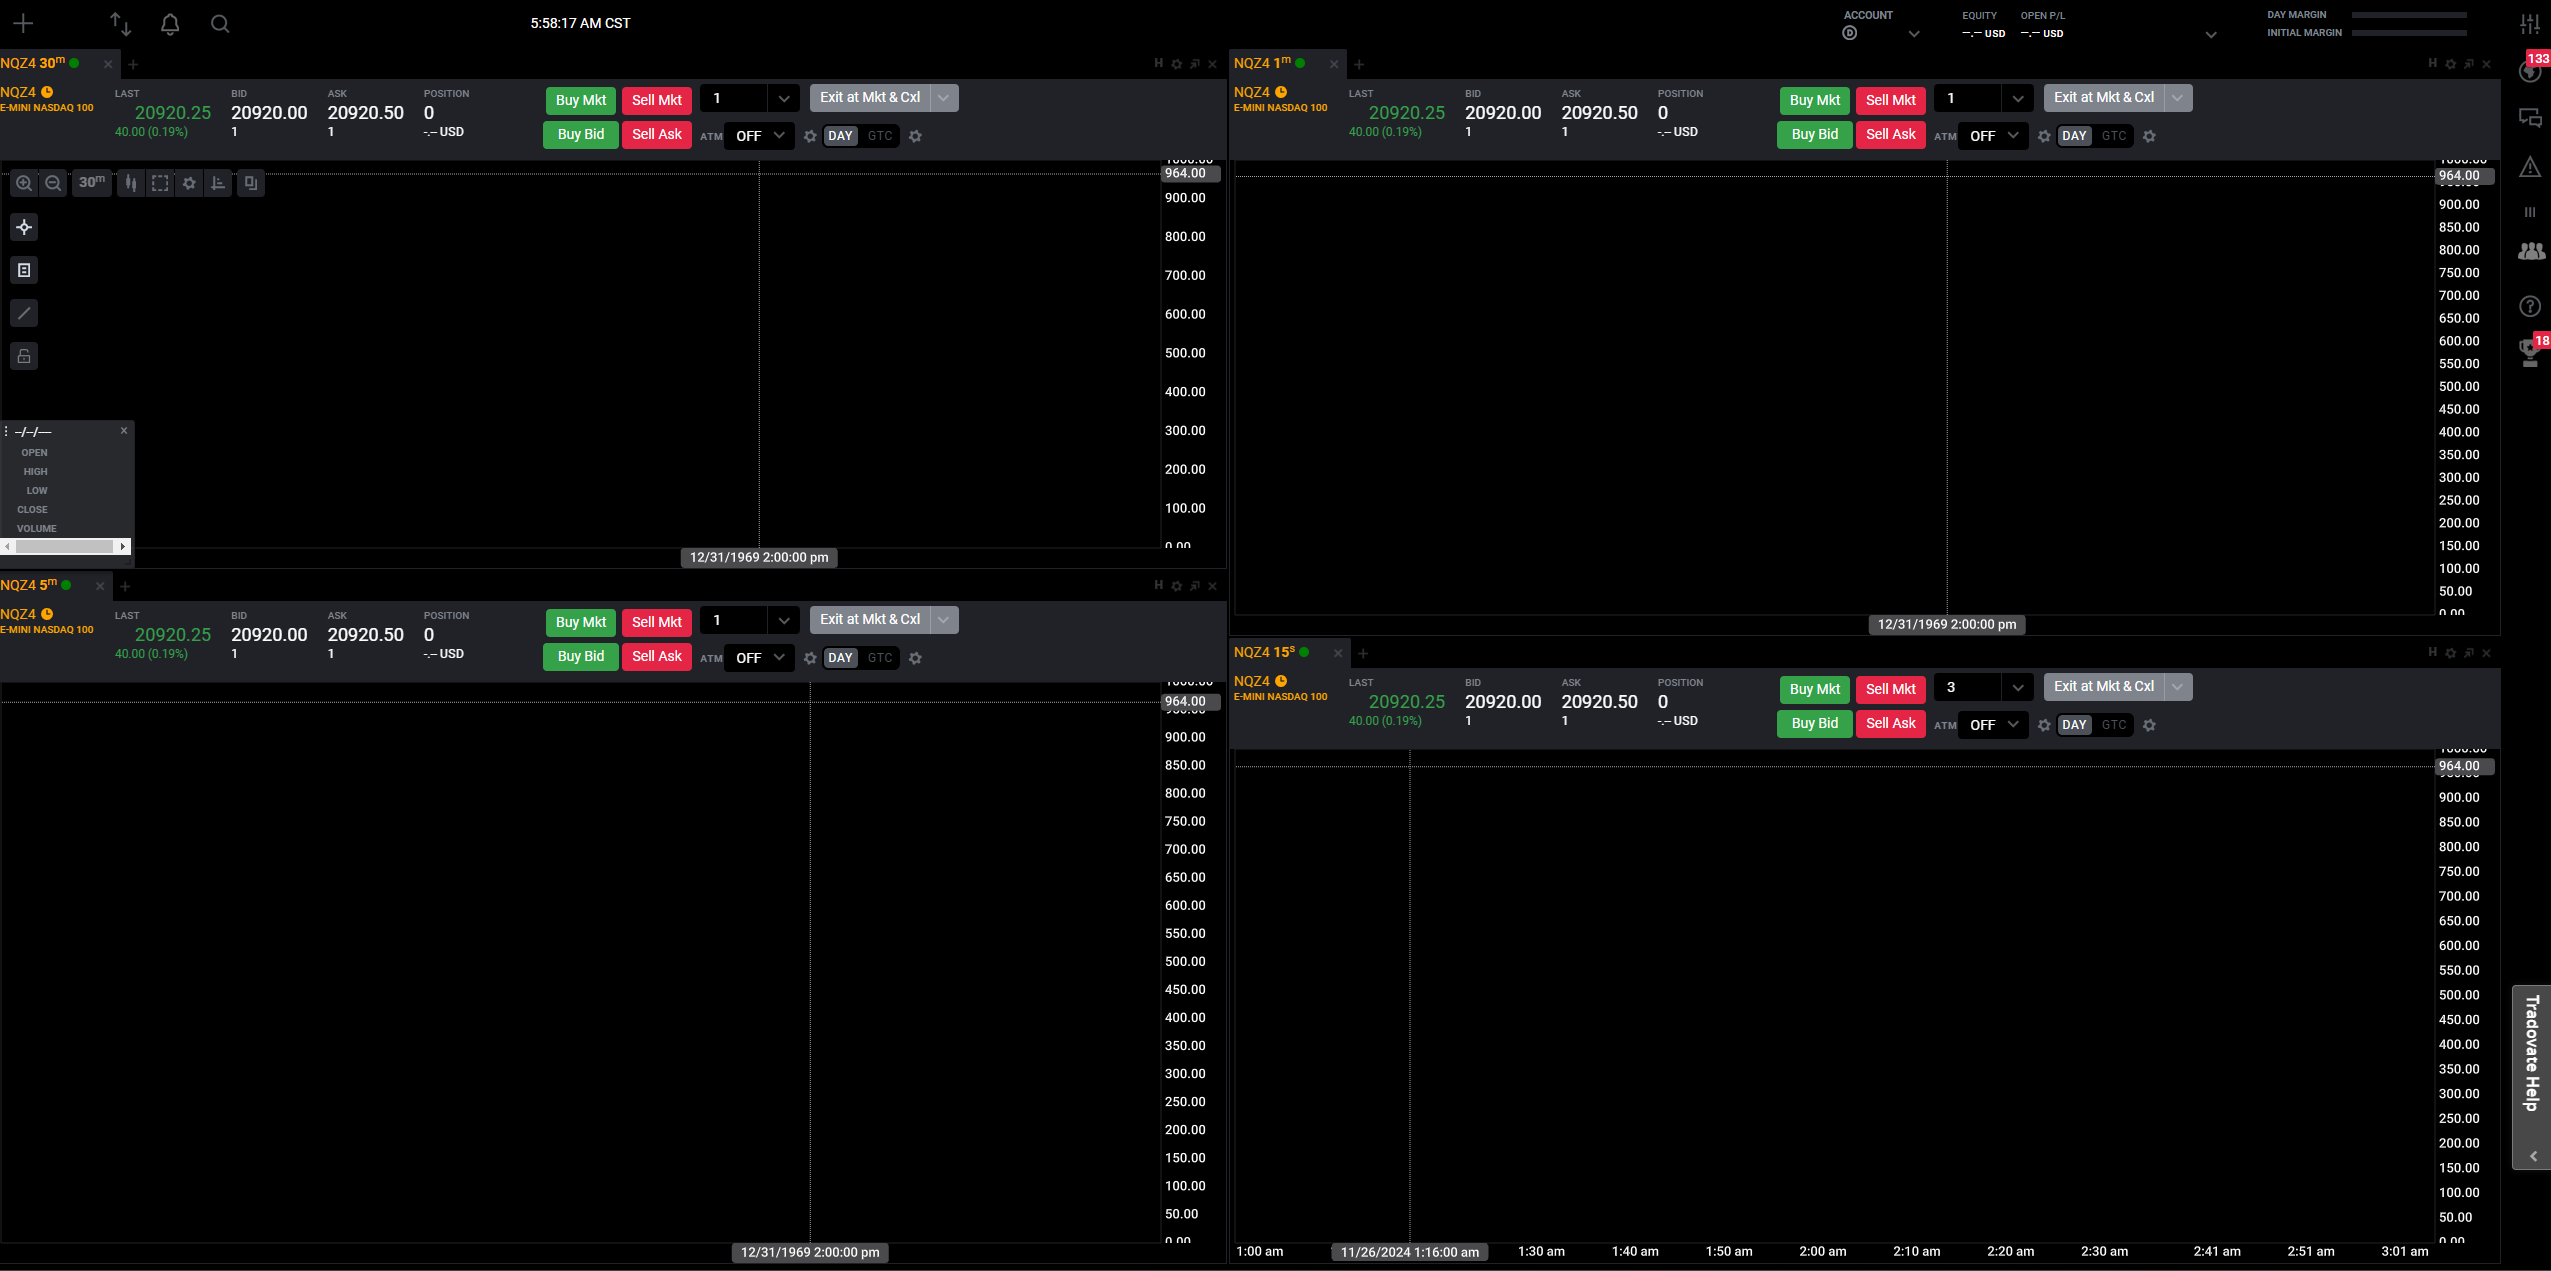 5:58:17 AM CST
ACCOUNT
D
EQUITY OPEN P/L
-.-- USD -.-- USD
DAY MARGIN
INITIAL MARGIN
NQZ4 30m
H
NQZ4
E-MINI NASDAQ 100
LAST BID ASK POSITION
20920.25 20920.00 20920.50 0
40.00 (0.19%) 1 1 -.-- USD
Buy Mkt Sell Mkt 1 Exit at Mkt & Cxl
Buy Bid Sell Ask ATM OFF DAY GTC
30m
1000.00
964.00
900.00
800.00
700.00
600.00
500.00
400.00
300.00
200.00
100.00
0.00
--/--/----
OPEN
HIGH
LOW
CLOSE
VOLUME
12/31/1969 2:00:00 pm
NQZ4 1m
H
NQZ4
E-MINI NASDAQ 100
LAST BID ASK POSITION
20920.25 20920.00 20920.50 0
40.00 (0.19%) 1 1 -.-- USD
Buy Mkt Sell Mkt 1 Exit at Mkt & Cxl
Buy Bid Sell Ask ATM OFF DAY GTC
1000.00
964.00
900.00
850.00
800.00
750.00
700.00
650.00
600.00
550.00
500.00
450.00
400.00
350.00
300.00
250.00
200.00
150.00
100.00
50.00
0.00
12/31/1969 2:00:00 pm
NQZ4 5m
H
NQZ4
E-MINI NASDAQ 100
LAST BID ASK POSITION
20920.25 20920.00 20920.50 0
40.00 (0.19%) 1 1 -.-- USD
Buy Mkt Sell Mkt 1 Exit at Mkt & Cxl
Buy Bid Sell Ask ATM OFF DAY GTC
1000.00
964.00
900.00
850.00
800.00
750.00
700.00
650.00
600.00
550.00
500.00
450.00
400.00
350.00
300.00
250.00
200.00
150.00
100.00
50.00
0.00
12/31/1969 2:00:00 pm
NQZ4 15s
H
NQZ4
E-MINI NASDAQ 100
LAST BID ASK POSITION
20920.25 20920.00 20920.50 0
40.00 (0.19%) 1 1 -.-- USD
Buy Mkt Sell Mkt 3 Exit at Mkt & Cxl
Buy Bid Sell Ask ATM OFF DAY GTC
1000.00
964.00
900.00
850.00
800.00
750.00
700.00
650.00
600.00
550.00
500.00
450.00
400.00
350.00
300.00
250.00
200.00
150.00
100.00
50.00
0.00
1:00 am 11/26/2024 1:16:00 am 1:30 am 1:40 am 1:50 am 2:00 am 2:10 am 2:20 am 2:30 am 2:41 am 2:51 am 3:01 am
133
18
Tradovate Help